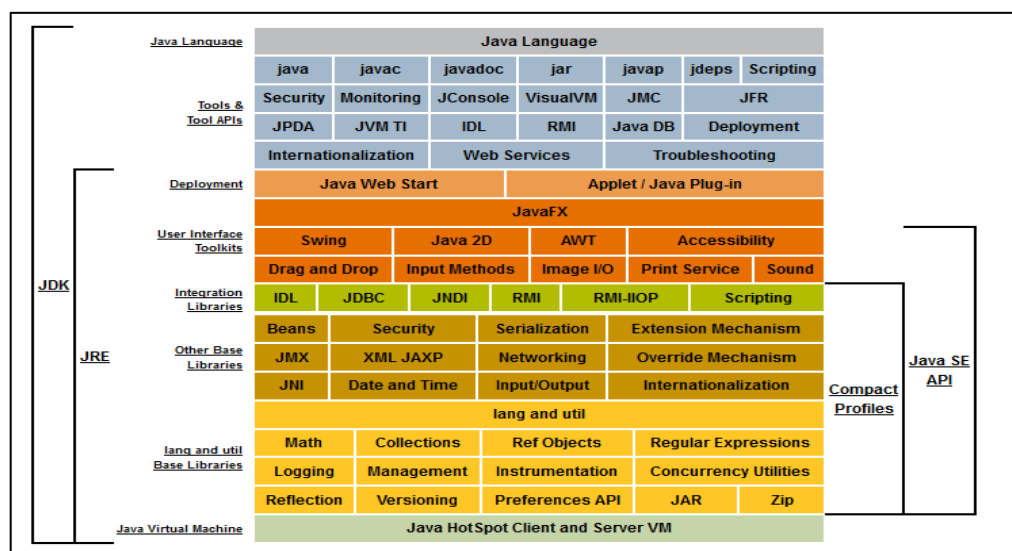 Java Language Java Language
java javac javadoc jar javap jdeps Scripting
Security Monitoring JConsole VisualVM JMC JFR
Tools &
Tool APIs
JPDA JVM TI IDL RMI Java DB Deployment
Internationalization Web Services Troubleshooting
Deployment Java Web Start Applet / Java Plug-in
JavaFX
User Interface
Toolkits
Swing Java 2D AWT Accessibility
Drag and Drop Input Methods Image I/O Print Service Sound
Integration
Libraries
IDL JDBC JNDI RMI RMI-IIOP Scripting
JDK
Beans Security Serialization Extension Mechanism
Other Base
Libraries
JRE
JMX XML JAXP Networking Override Mechanism
Java SE
API
JNI Date and Time Input/Output Internationalization
Compact
Profiles
lang and util
Math Collections Ref Objects Regular Expressions
lang and util
Base Libraries
Logging Management Instrumentation Concurrency Utilities
Reflection Versioning Preferences API JAR Zip
Java Virtual Machine Java HotSpot Client and Server VM